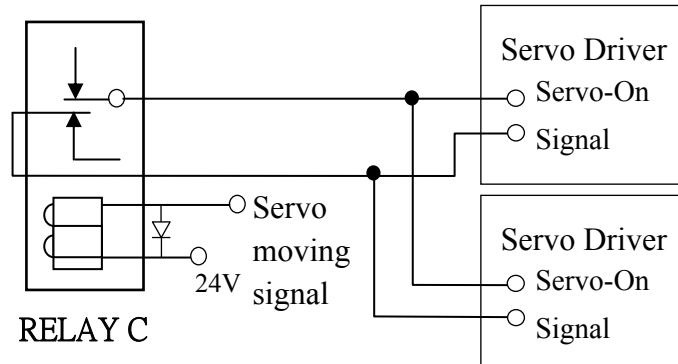 Servo Driver
Servo-On
Signal
Servo
moving
signal
24V
RELAY C
Servo Driver
Servo-On
Signal